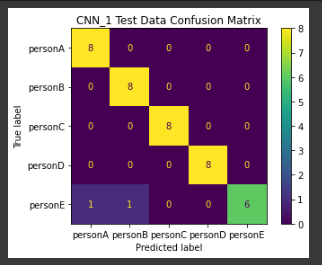 CNN_1 Test Data Confusion Matrix
True label
personA 8 0 0 0 0
personB 0 8 0 0 0
personC 0 0 8 0 0
personD 0 0 0 8 0
personE 1 1 0 0 6
personA personB personC personD personE
Predicted label
8
7
6
5
4
3
2
1
0